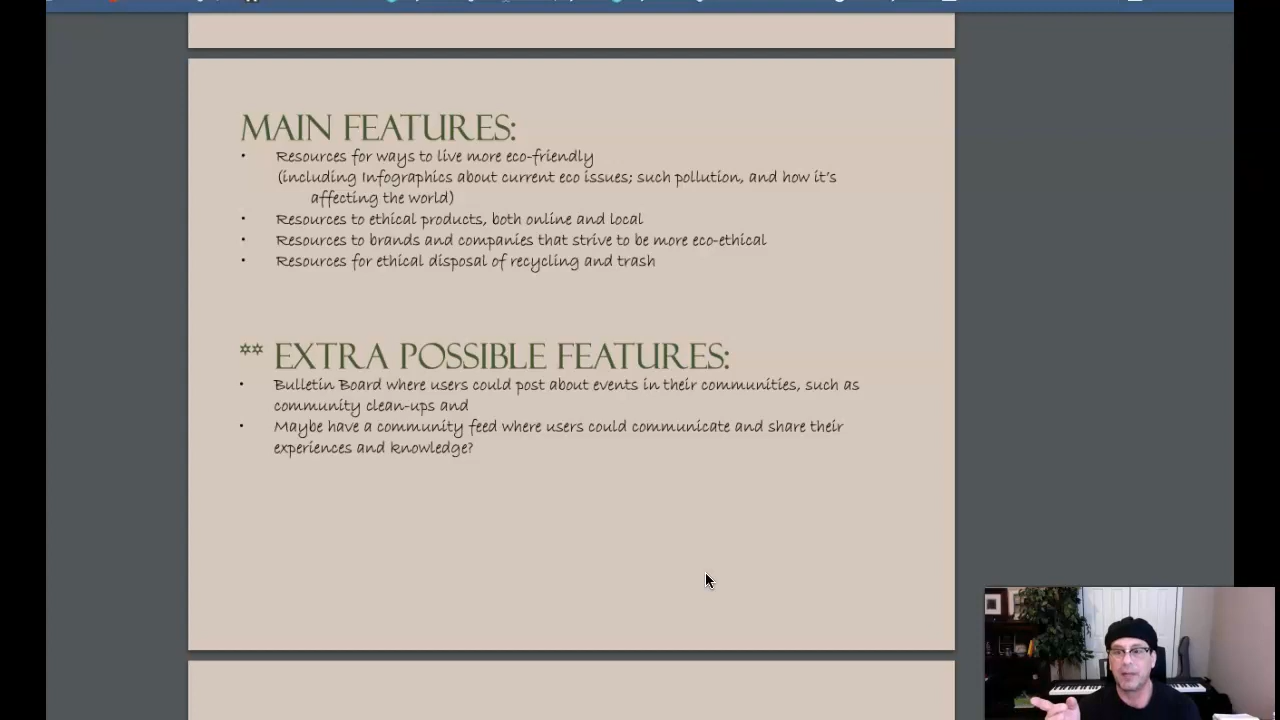 MAIN FEATURES:
• Resources for ways to live more eco-friendly
(including Infographics about current eco issues; such pollution, and how it's
affecting the world)
• Resources to ethical products, both online and local
• Resources to brands and companies that strive to be more eco-ethical
• Resources for ethical disposal of recycling and trash
** EXTRA POSSIBLE FEATURES:
• Bulletin Board where users could post about events in their communities, such as
community clean-ups and
• Maybe have a community feed where users could communicate and share their
experiences and knowledge?